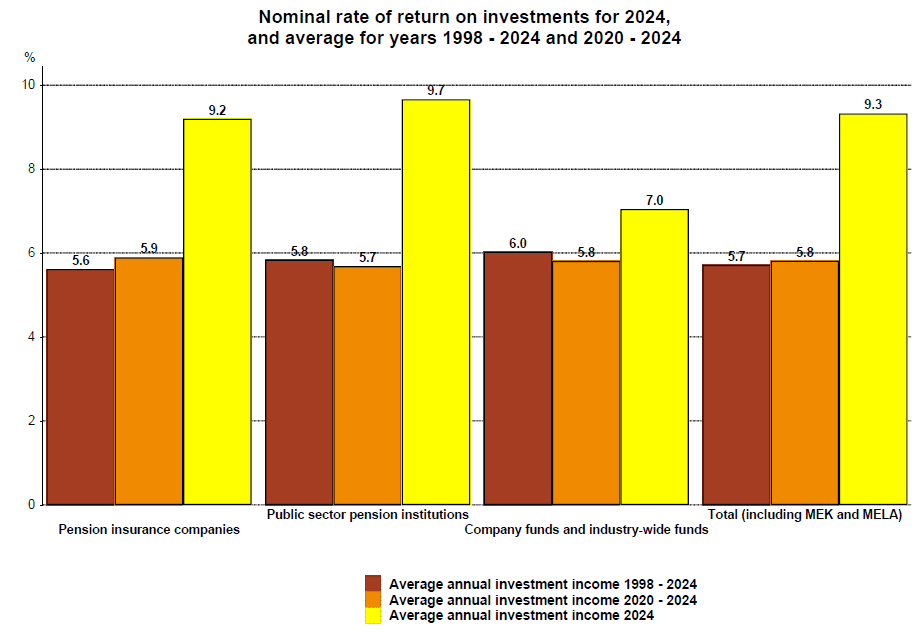 Nominal rate of return on investments for 2024,
and average for years 1998 - 2024 and 2020 - 2024
%
10
8
6
4
2
0
5.6
5.9
9.2
5.8
5.7
9.7
6.0
5.8
7.0
5.7
5.8
9.3
Pension insurance companies
Public sector pension institutions
Company funds and industry-wide funds
Total (including MEK and MELA)
Average annual investment income 1998 - 2024
Average annual investment income 2020 - 2024
Average annual investment income 2024